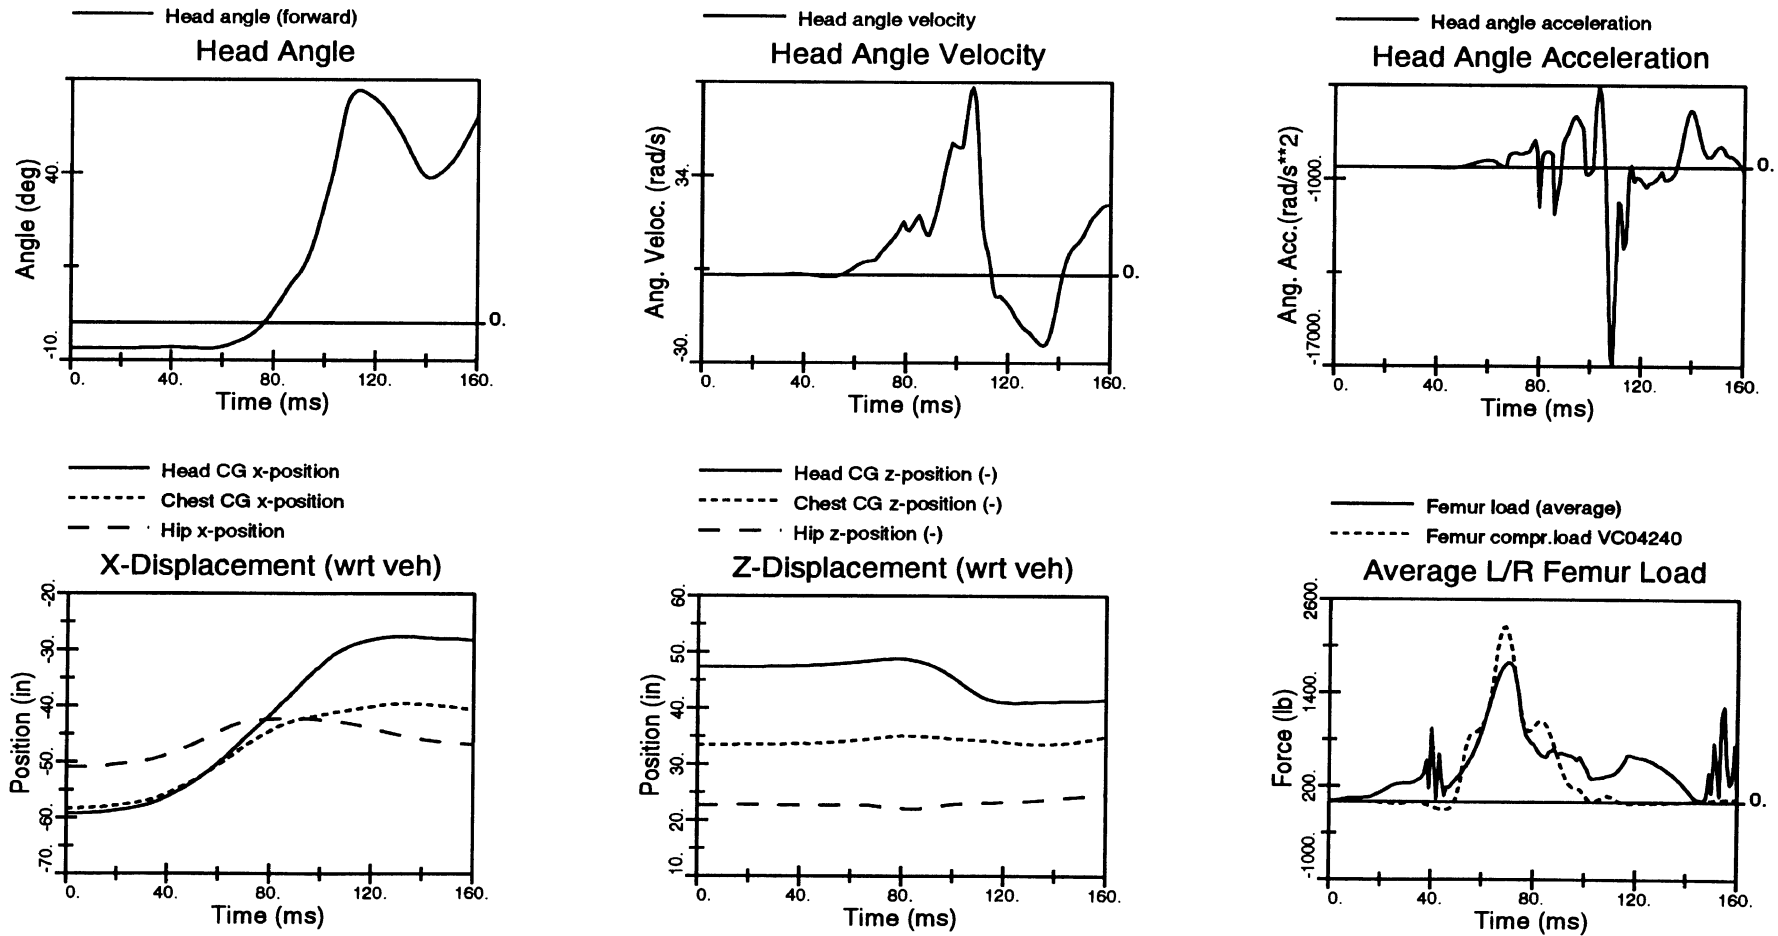 Head angle (forward)
Head Angle
Angle (deg)
40.
-10.
0.
0. 40. 80. 120. 160.
Time (ms)
Head angle velocity
Head Angle Velocity
Ang. Veloc. (rad/s)
34.
-30.
0.
0. 40. 80. 120. 160.
Time (ms)
Head angle acceleration
Head Angle Acceleration
Ang. Acc.(rad/s**2)
-1000.
-17000.
0.
0. 40. 80. 120. 160.
Time (ms)
Head CG x-position
Chest CG x-position
Hip x-position
X-Displacement (wrt veh)
Position (in)
-20.
-30.
-40.
-50.
-60.
-70.
0. 40. 80. 120. 160.
Time (ms)
Head CG z-position (-)
Chest CG z-position (-)
Hip z-position (-)
Z-Displacement (wrt veh)
Position (in)
60.
50.
40.
30.
20.
10.
0. 40. 80. 120. 160.
Time (ms)
Femur load (average)
Femur compr.load VC04240
Average L/R Femur Load
Force (lb)
2600.
1400.
200.
-1000.
0.
0. 40. 80. 120. 160.
Time (ms)